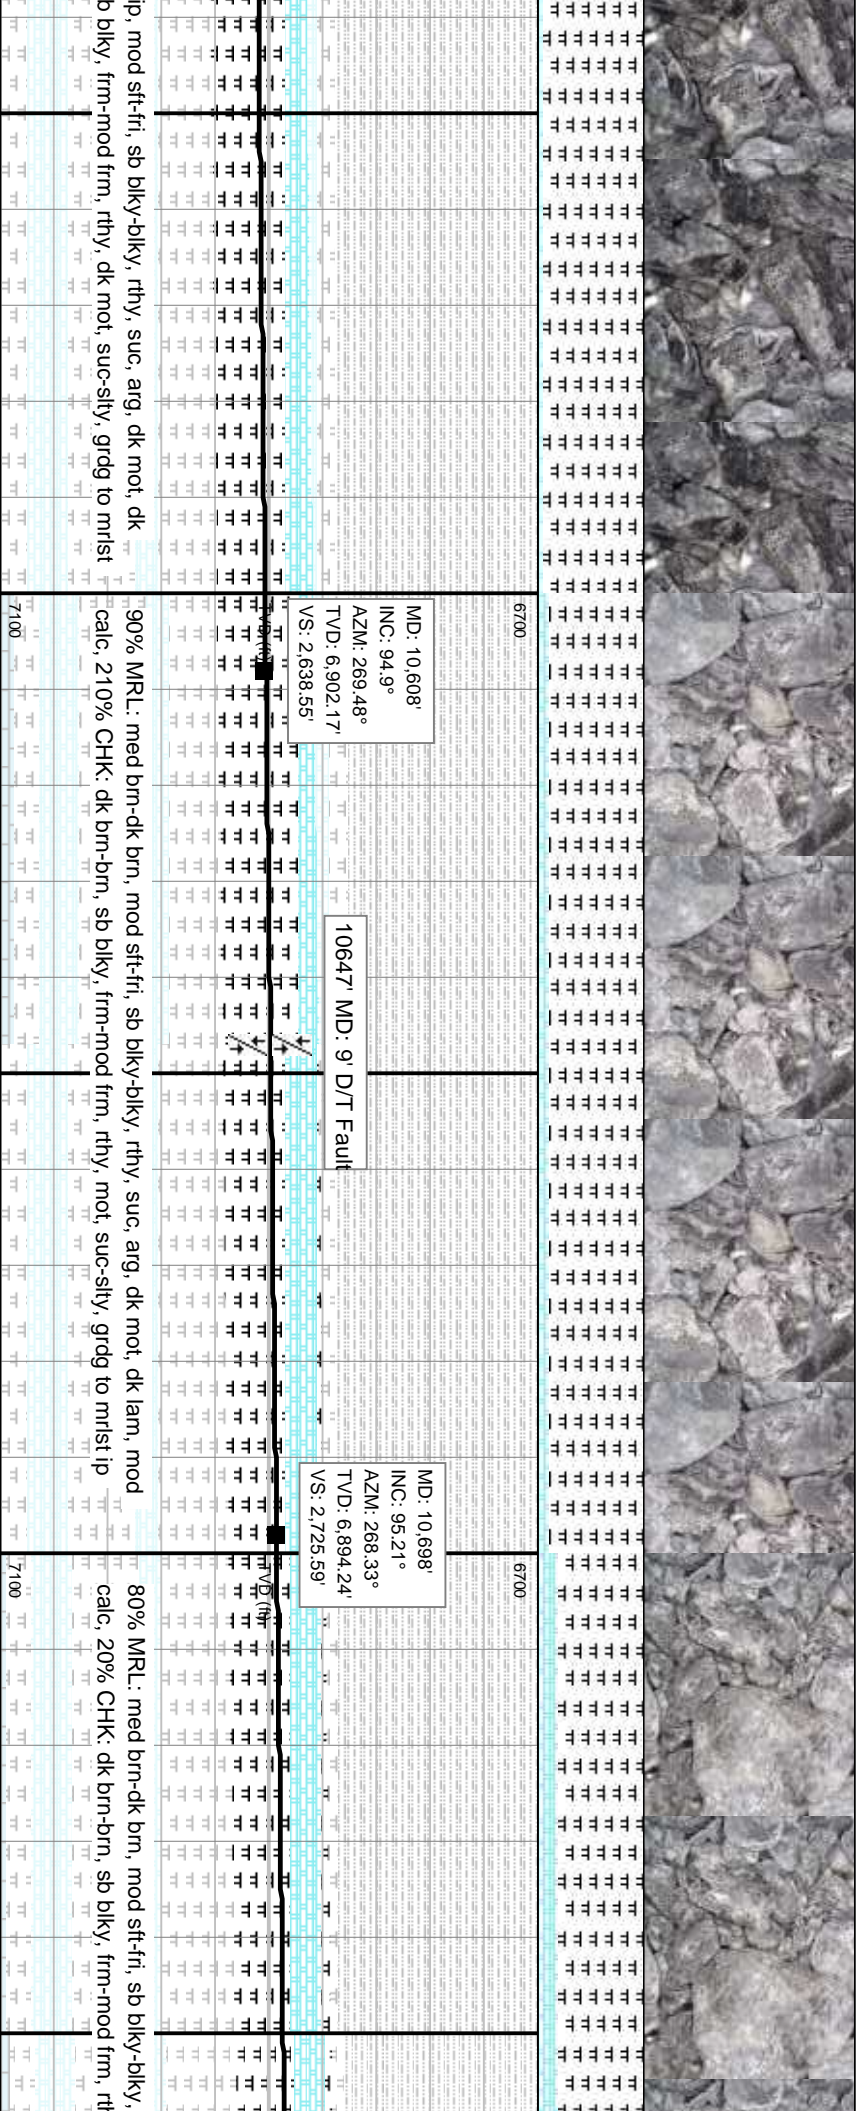 ip, mod sft-fri, sb blky-blky, rthy, suc, arg, dk mot, dk
b blky, frm-mod frm, rthy, dk mot, suc-slty, grdg to mrlst
6700
MD: 10,608'
INC: 94.9°
AZM: 269.48°
TVD: 6,902.17'
VS: 2,638.55'
TVD (ft)
7100
90% MRL: med brn-dk brn, mod sft-fri, sb blky-blky, rthy, suc, arg, dk mot, dk lam, mod
calc, 210% CHK: dk brn-brn, sb blky, frm-mod frm, rthy, mot, suc-slty, grdg to mrlst ip
10647' MD: 9' D/T Fault
6700
MD: 10,698'
INC: 95.21°
AZM: 268.33°
TVD: 6,894.24'
VS: 2,725.59'
TVD (ft)
7100
80% MRL: med brn-dk brn, mod sft-fri, sb blky-blky,
calc, 20% CHK: dk brn-brn, sb blky, frm-mod frm, rth